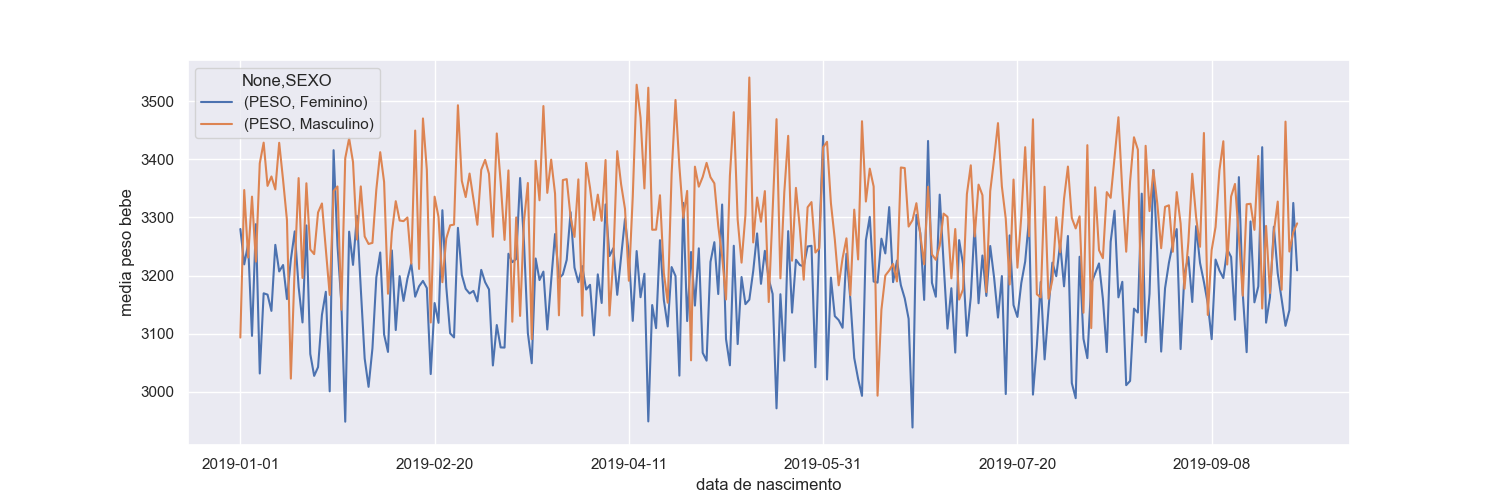 None,SEXO
(PESO, Feminino)
(PESO, Masculino)
media peso bebe
3500
3400
3300
3200
3100
3000
2019-01-01
2019-02-20
2019-04-11
2019-05-31
2019-07-20
2019-09-08
data de nascimento